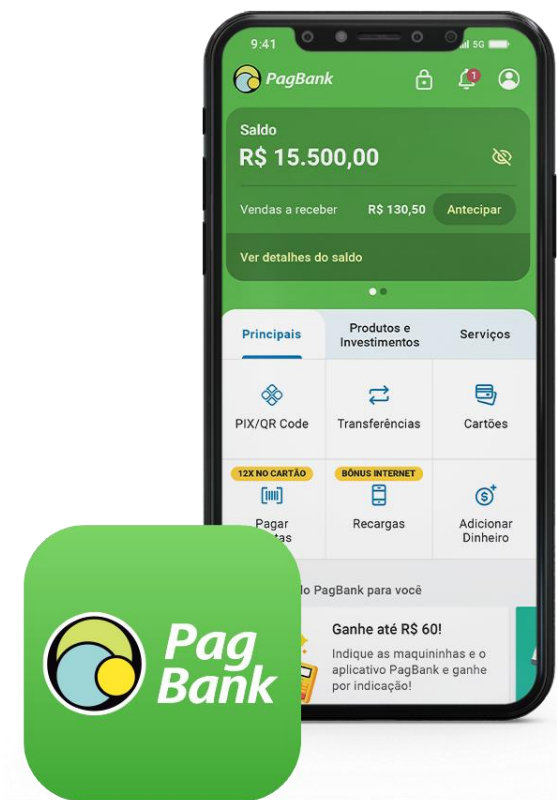 9:41
5G
PagBank
1
Saldo
R$ 15.500,00
Vendas a receber R$ 130,50 Antecipar
Ver detalhes do saldo
Principais
Produtos e
Investimentos
Serviços
PIX/QR Code
Transferências
Cartões
12X NO CARTÃO
BÔNUS INTERNET
Pagar
Recargas
Adicionar
Dinheiro
PagBank para você
Ganhe até R$ 60!
Indique as maquininhas e o
aplicativo PagBank e ganhe
por indicação!
Pag
Bank